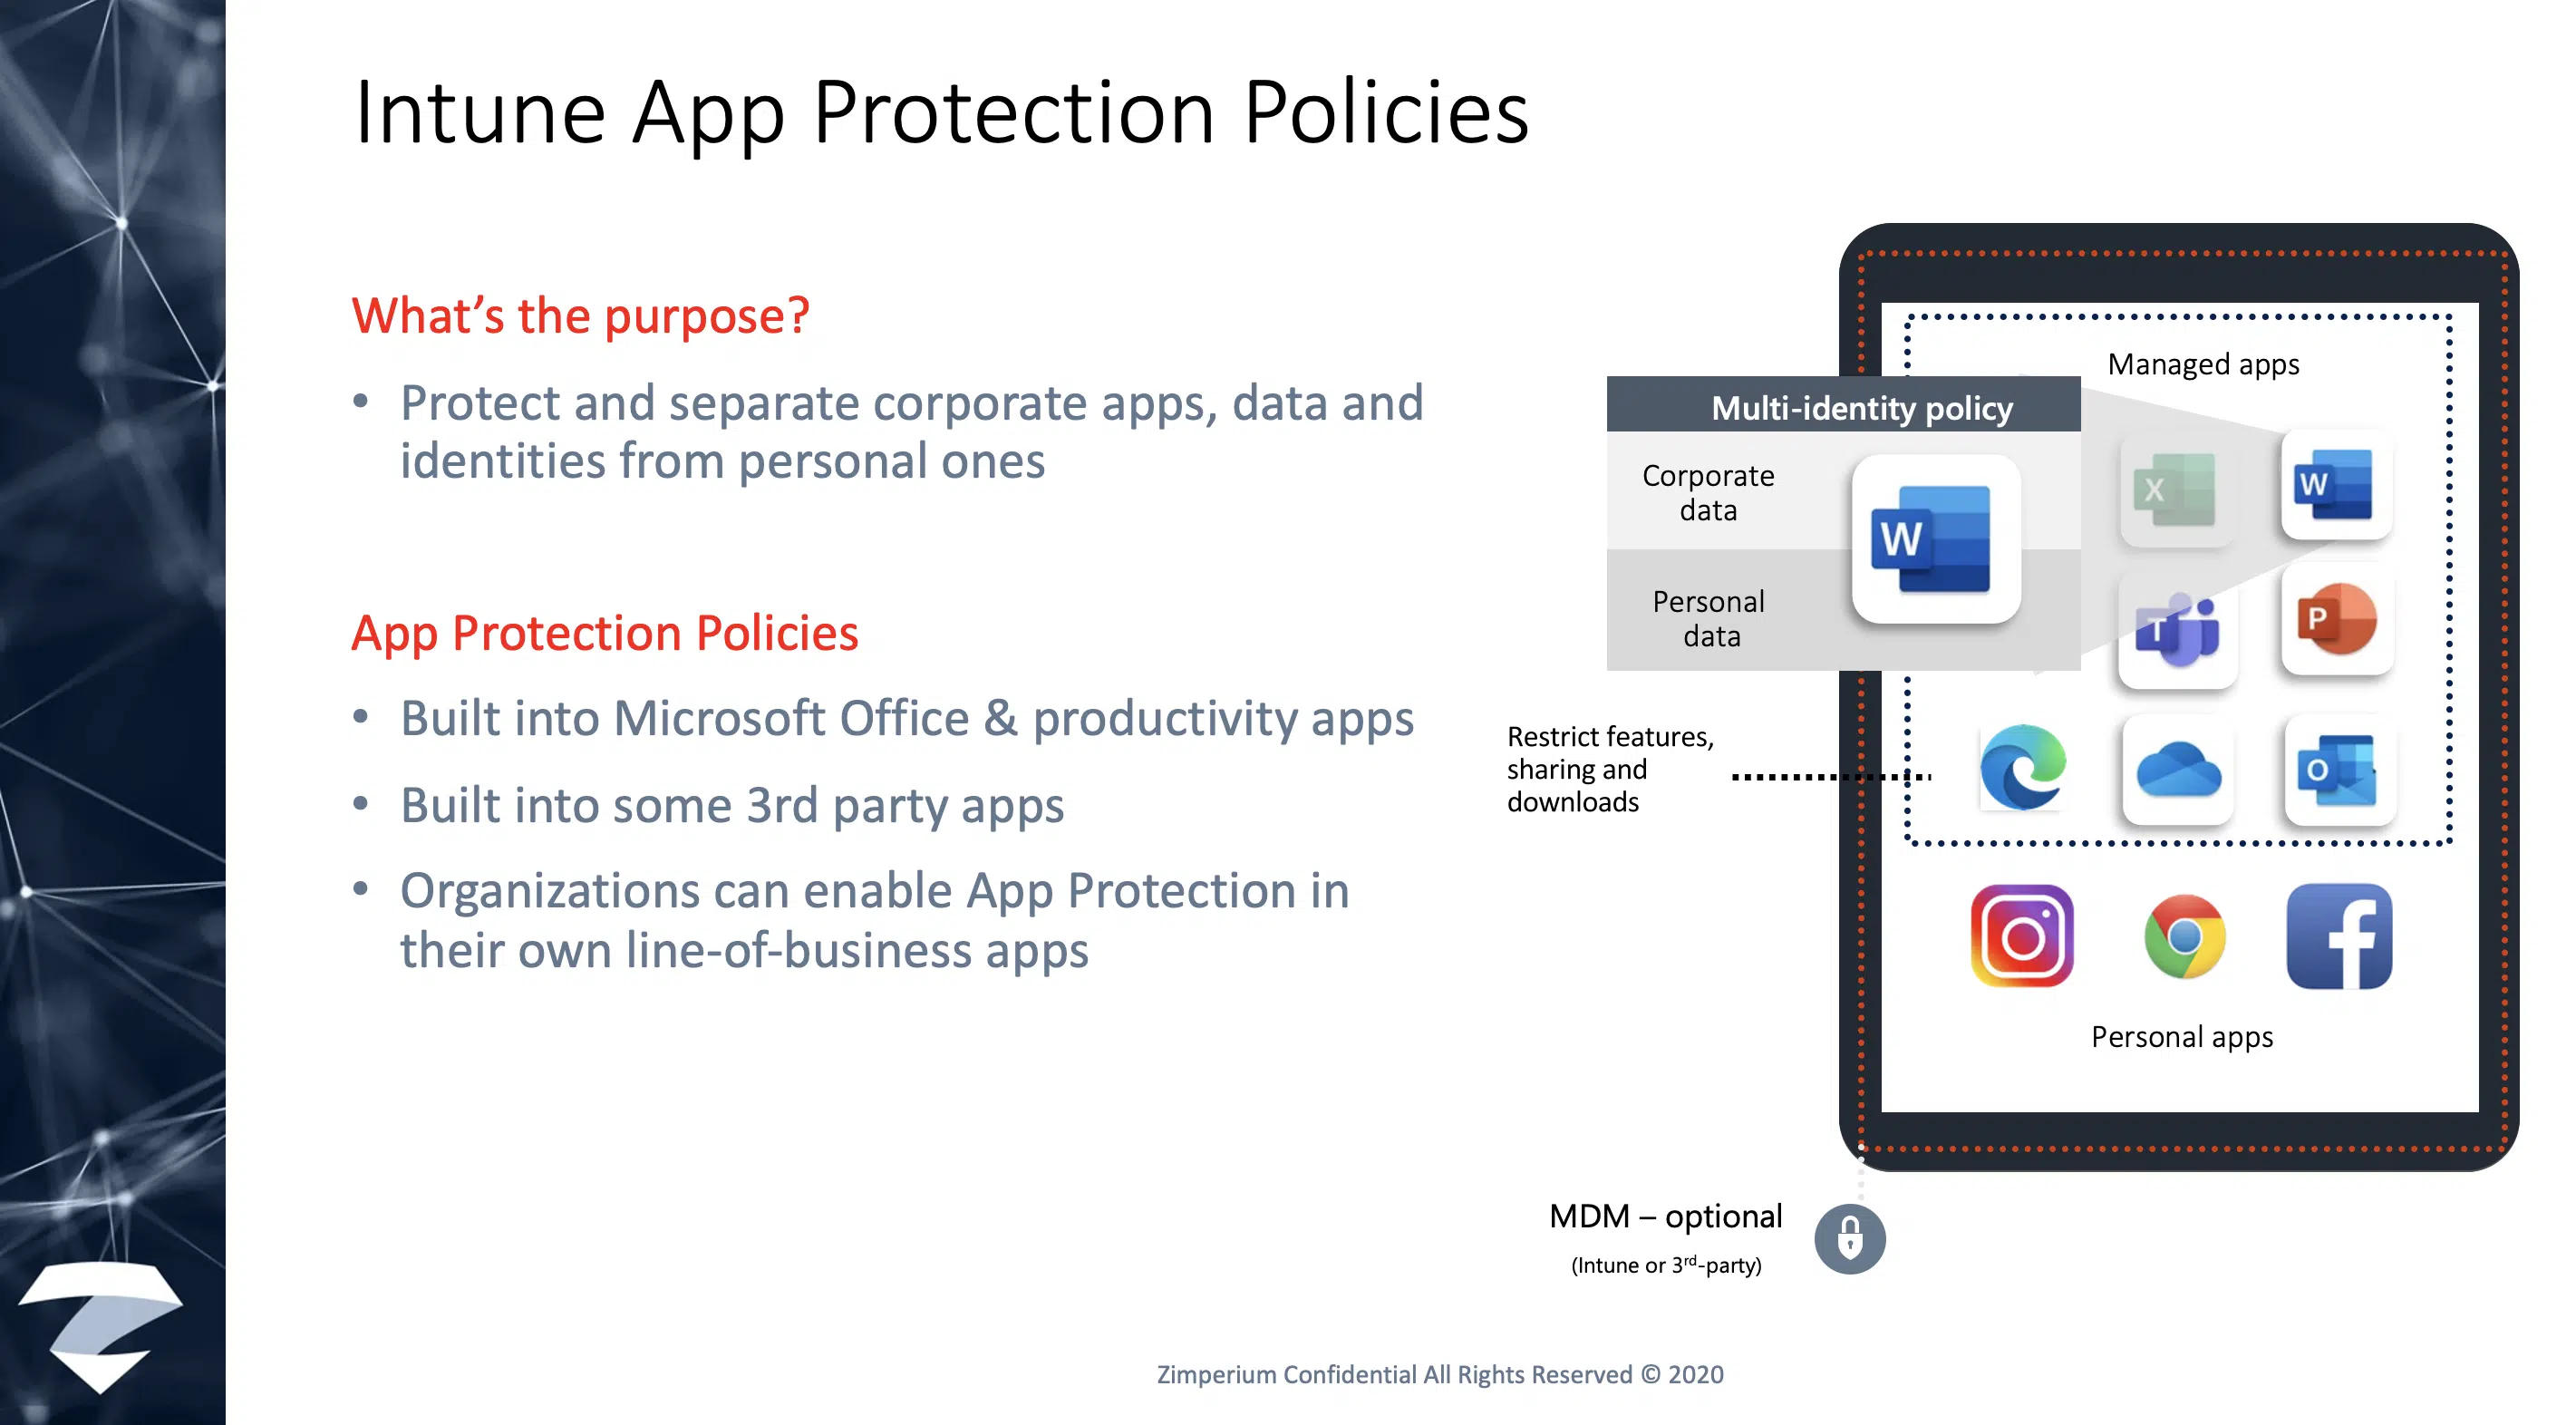 Intune App Protection Policies
What's the purpose?
• Protect and separate corporate apps, data and
identities from personal ones
App Protection Policies
• Built into Microsoft Office & productivity apps
• Built into some 3rd party apps
• Organizations can enable App Protection in
their own line-of-business apps
Managed apps
Multi-identity policy
Corporate
data
W
Personal
data
X
W
T
P
Restrict features,
sharing and
downloads
O
f
Personal apps
MDM – optional
(Intune or 3rd-party)
Zimperium Confidential All Rights Reserved © 2020